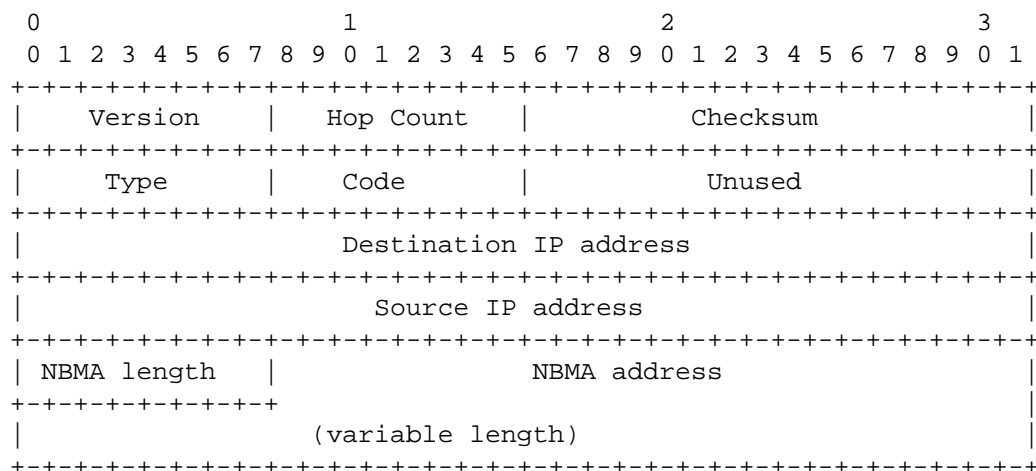 0                   1                   2                   3
 0 1 2 3 4 5 6 7 8 9 0 1 2 3 4 5 6 7 8 9 0 1 2 3 4 5 6 7 8 9 0 1
+-+-+-+-+-+-+-+-+-+-+-+-+-+-+-+-+-+-+-+-+-+-+-+-+-+-+-+-+-+-+-+-+
|    Version    |   Hop Count   |          Checksum             |
+-+-+-+-+-+-+-+-+-+-+-+-+-+-+-+-+-+-+-+-+-+-+-+-+-+-+-+-+-+-+-+-+
|     Type      |    Code       |           Unused              |
+-+-+-+-+-+-+-+-+-+-+-+-+-+-+-+-+-+-+-+-+-+-+-+-+-+-+-+-+-+-+-+-+
|                    Destination IP address                     |
+-+-+-+-+-+-+-+-+-+-+-+-+-+-+-+-+-+-+-+-+-+-+-+-+-+-+-+-+-+-+-+-+
|                      Source IP address                        |
+-+-+-+-+-+-+-+-+-+-+-+-+-+-+-+-+-+-+-+-+-+-+-+-+-+-+-+-+-+-+-+-+
| NBMA length   |                NBMA address                   |
+-+-+-+-+-+-+-+-+                                               |
|                  (variable length)                            |
+-+-+-+-+-+-+-+-+-+-+-+-+-+-+-+-+-+-+-+-+-+-+-+-+-+-+-+-+-+-+-+-+